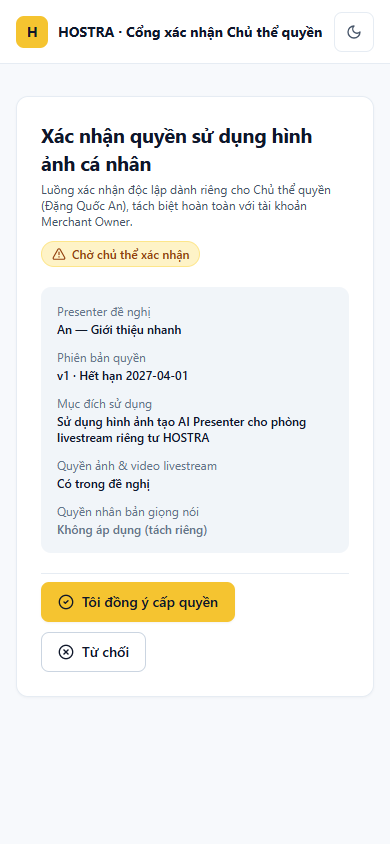 H
HOSTRA · Cổng xác nhận Chủ thể quyền
Xác nhận quyền sử dụng hình
ảnh cá nhân
Luồng xác nhận độc lập dành riêng cho Chủ thể quyền
(Đặng Quốc An), tách biệt hoàn toàn với tài khoản
Merchant Owner.
Chờ chủ thể xác nhận
Presenter đề nghị
An — Giới thiệu nhanh
Phiên bản quyền
v1 · Hết hạn 2027-04-01
Mục đích sử dụng
Sử dụng hình ảnh tạo AI Presenter cho phòng
livestream riêng tư HOSTRA
Quyền ảnh & video livestream
Có trong đề nghị
Quyền nhân bản giọng nói
Không áp dụng (tách riêng)
Tôi đồng ý cấp quyền
Từ chối